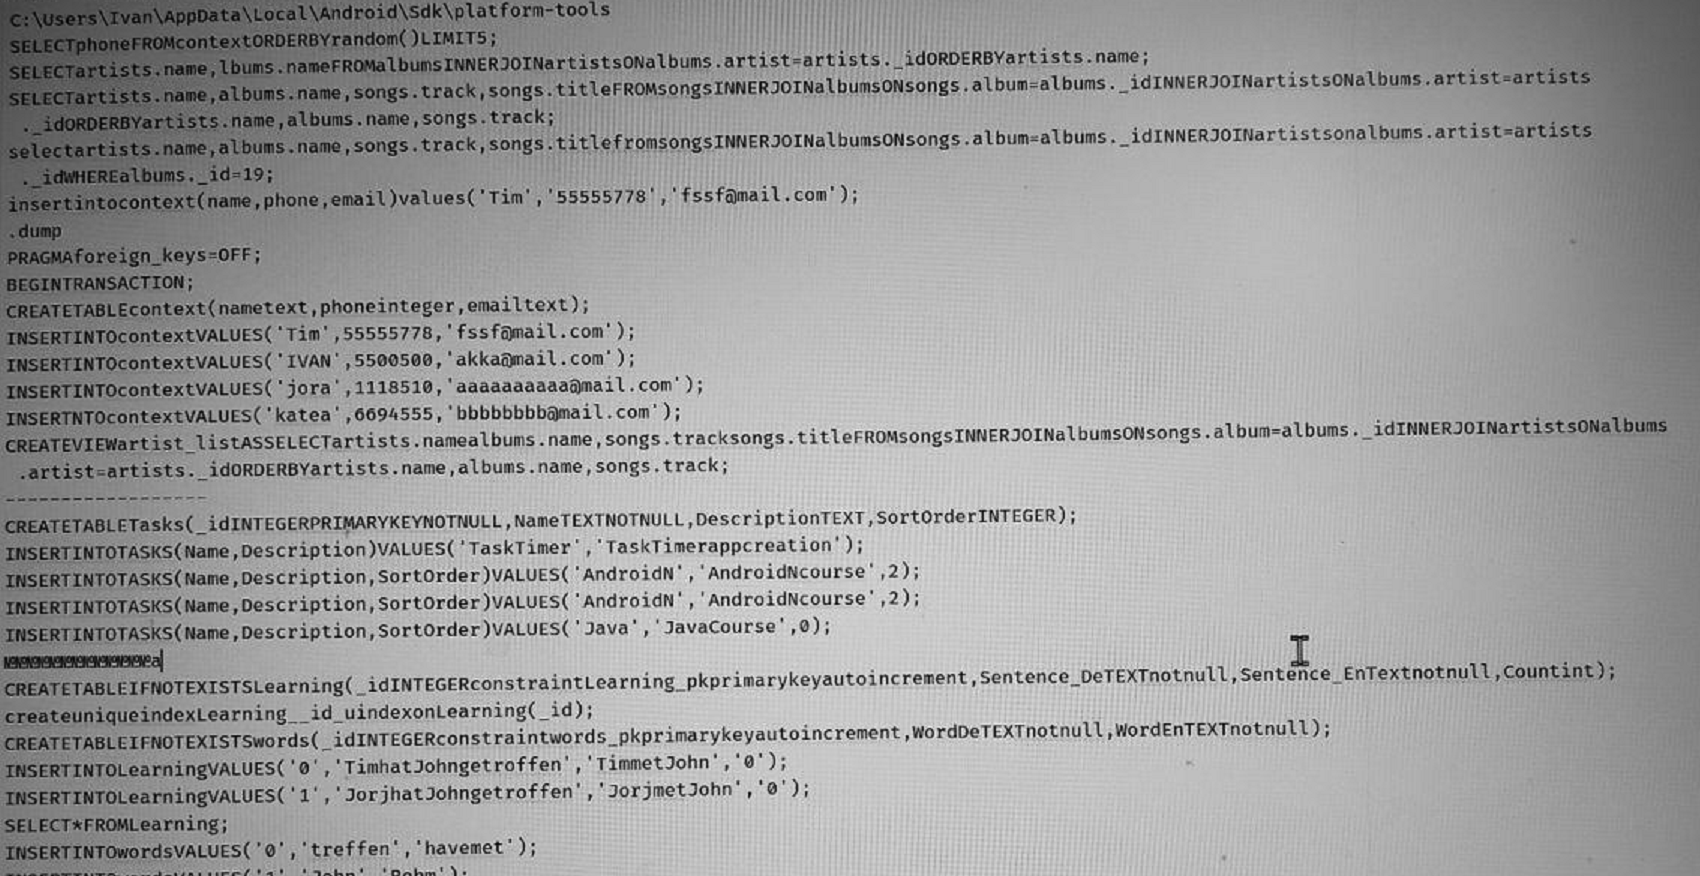 C:\Users\Ivan\AppData\Local\Android\Sdk\platform-tools
SELECTphoneFROMcontextORDERBYrandom()LIMIT5;
SELECTartists.name,lbums.nameFROMalbumsINNERJOINartistsONalbums.artist=artists._idORDERBYartists.name;
SELECTartists.name,albums.name,songs.track,songs.titleFROMsongsINNERJOINalbumsONsongs.album=albums._idINNERJOINartistsONalbums.artist=artists
._idORDERBYartists.name,albums.name,songs.track;
selectartists.name,albums.name,songs.track,songs.titlefromsongsINNERJOINalbumsONsongs.album=albums._idINNERJOINartistsonalbums.artist=artists
._idWHEREalbums._id=19;
insertintocontext(name,phone,email)values('Tim','55555778','fssf@mail.com');
.dump
PRAGMAforeign_keys=OFF;
BEGINTRANSACTION;
CREATETABLEcontext(nametext,phoneinteger,emailtext);
INSERTINTOcontextVALUES('Tim',55555778,'fssf@mail.com');
INSERTINTOcontextVALUES('IVAN',5500500,'akka@mail.com');
INSERTINTOcontextVALUES('jora',1118510,'aaaaaaaaaa@mail.com');
INSERTNTOcontextVALUES('katea',6694555,'bbbbbbbb@mail.com');
CREATEVIEWartist_listASSELECTartists.namealbums.name,songs.tracksongs.titleFROMsongsINNERJOINalbumsONsongs.album=albums._idINNERJOINartistsONalbums
.artist=artists._idORDERBYartists.name,albums.name,songs.track;
------------------
CREATETABLETasks(_idINTEGERPRIMARYKEYNOTNULL,NameTEXTNOTNULL,DescriptionTEXT,SortOrderINTEGER);
INSERTINTOTASKS(Name,Description)VALUES('TaskTimer','TaskTimerappcreation');
INSERTINTOTASKS(Name,Description,SortOrder)VALUES('AndroidN','AndroidNcourse',2);
INSERTINTOTASKS(Name,Description,SortOrder)VALUES('AndroidN','AndroidNcourse',2);
INSERTINTOTASKS(Name,Description,SortOrder)VALUES('Java','JavaCourse',0);
CREATETABLEIFNOTEXISTSLearning(_idINTEGERconstraintLearning_pkprimarykeyautoincrement,Sentence_DeTEXTnotnull,Sentence_EnTextnotnull,Countint);
createuniqueindexLearning__id_uindexonLearning(_id);
CREATETABLEIFNOTEXISTSwords(_idINTEGERconstraintwords_pkprimarykeyautoincrement,WordDeTEXTnotnull,WordEnTEXTnotnull);
INSERTINTOLearningVALUES('0','TimhatJohngetroffen','TimmetJohn','0');
INSERTINTOLearningVALUES('1','JorjhatJohngetroffen','JorjmetJohn','0');
SELECT*FROMLearning;
INSERTINTOwordsVALUES('0','treffen','havemet');